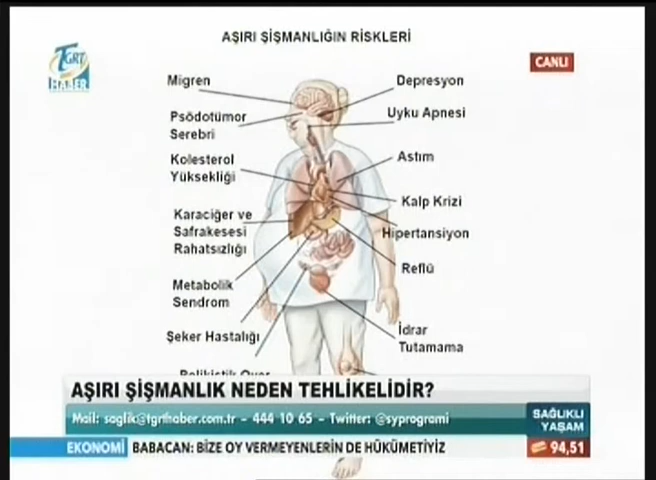 AŞIRI ŞİŞMANLIĞIN RİSKLERİ
TGRT
HABER
CANLI
Migren
Depresyon
Psödotümor
Serebri
Uyku Apnesi
Kolesterol
Yüksekliği
Astım
Kalp Krizi
Karaciğer ve
Safrakesesi
Rahatsızlığı
Hipertansiyon
Reflü
Metabolik
Sendrom
Şeker Hastalığı
İdrar
Tutamama
Polikistik Over
AŞIRI ŞİŞMANLIK NEDEN TEHLİKELİDİR?
Mail: saglik@tgrthaber.com.tr - 444 10 65 - Twitter: @syprogrami
SAĞLIKLI
YAŞAM
EKONOMİ BABACAN: BİZE OY VERMEYENLERİN DE HÜKÜMETİYİZ
94,51